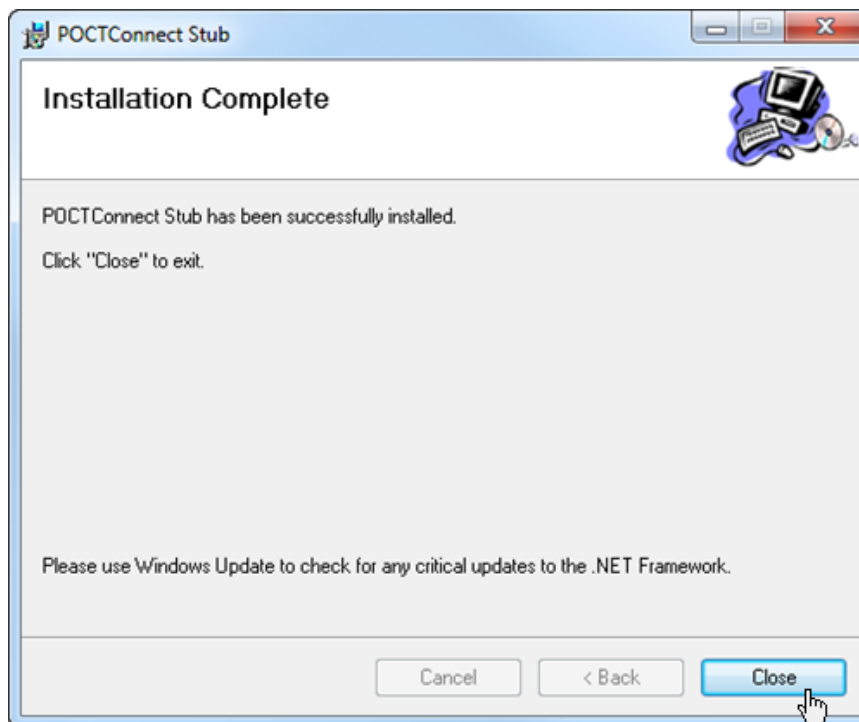 POCTConnect Stub
Installation Complete
POCTConnect Stub has been successfully installed.
Click "Close" to exit.
Please use Windows Update to check for any critical updates to the .NET Framework.
Cancel
< Back
Close